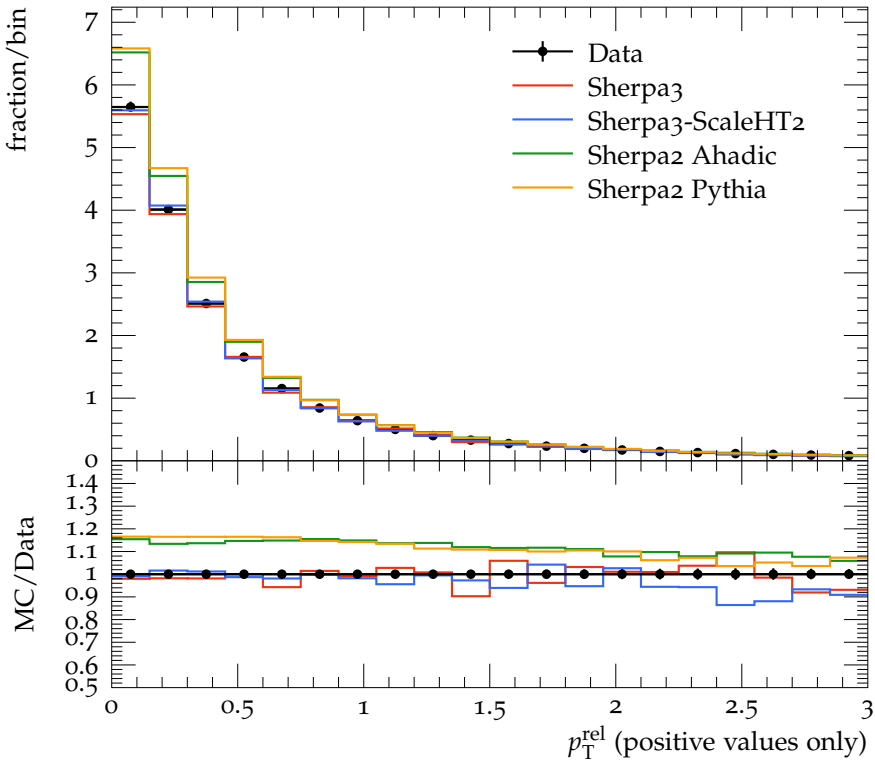 fraction/bin
7
6
5
4
3
2
1
0
Data
Sherpa3
Sherpa3-ScaleHT2
Sherpa2 Ahadic
Sherpa2 Pythia
MC/Data
1.4
1.3
1.2
1.1
1
0.9
0.8
0.7
0.6
0.5
0 0.5 1 1.5 2 2.5 3
p_T^rel (positive values only)